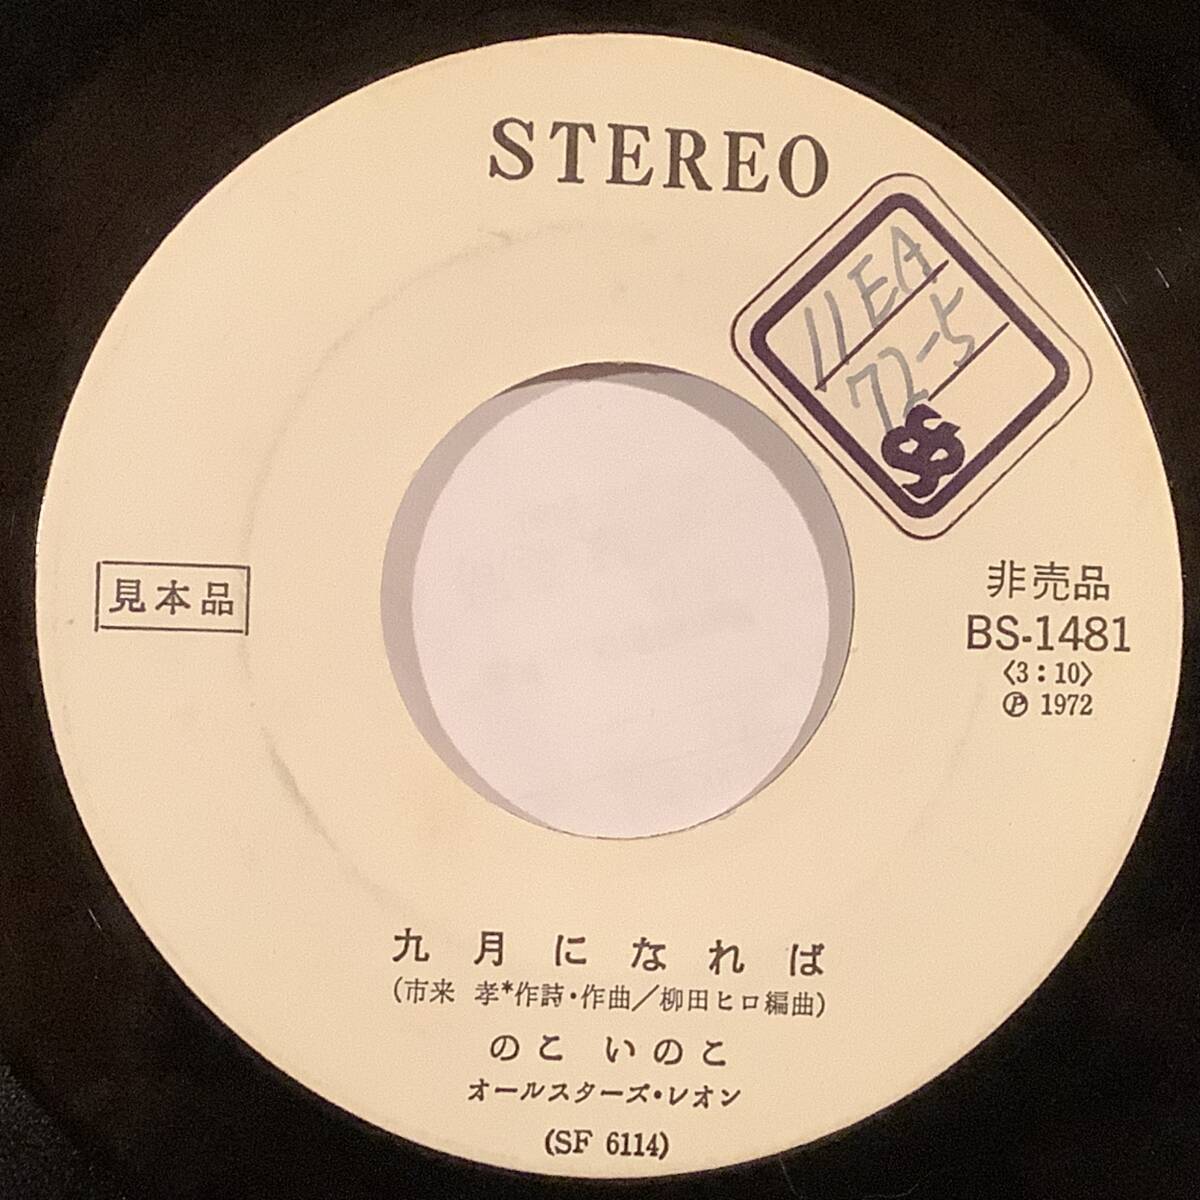 STEREO
11EA
72-5
見本品
非売品
BS-1481
〈3：10〉
Ⓟ 1972
九月になれば
(市来 孝*作詩・作曲／柳田ヒロ編曲)
のこ いのこ
オールスターズ・レオン
(SF 6114)